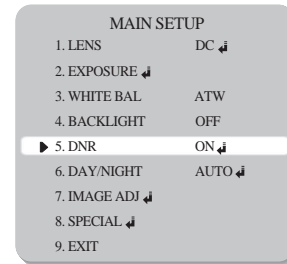 MAIN SETUP
1. LENS DC ↲
2. EXPOSURE ↲
3. WHITE BAL ATW
4. BACKLIGHT OFF
5. DNR ON ↲
6. DAY/NIGHT AUTO ↲
7. IMAGE ADJ ↲
8. SPECIAL ↲
9. EXIT